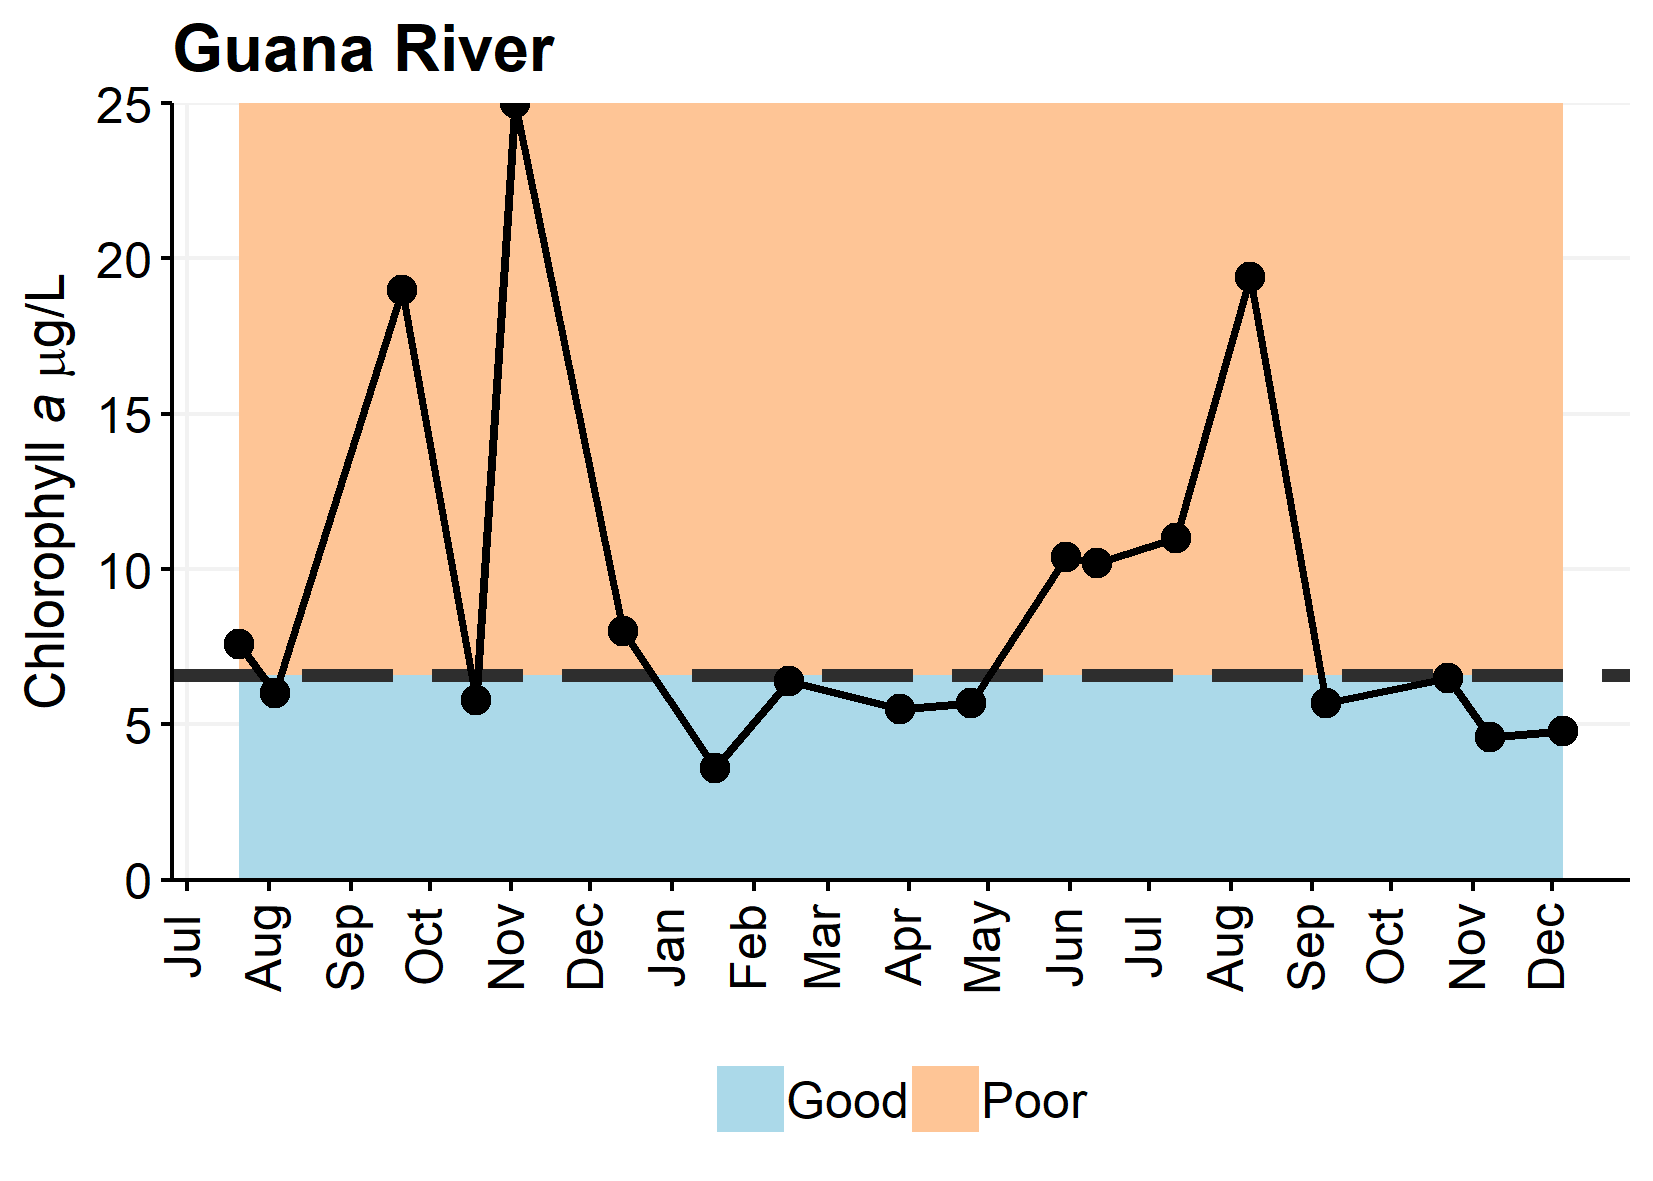 Guana River
Chlorophyll a μg/L
25
20
15
10
5
0
Jul Aug Sep Oct Nov Dec Jan Feb Mar Apr May Jun Jul Aug Sep Oct Nov Dec
Good Poor